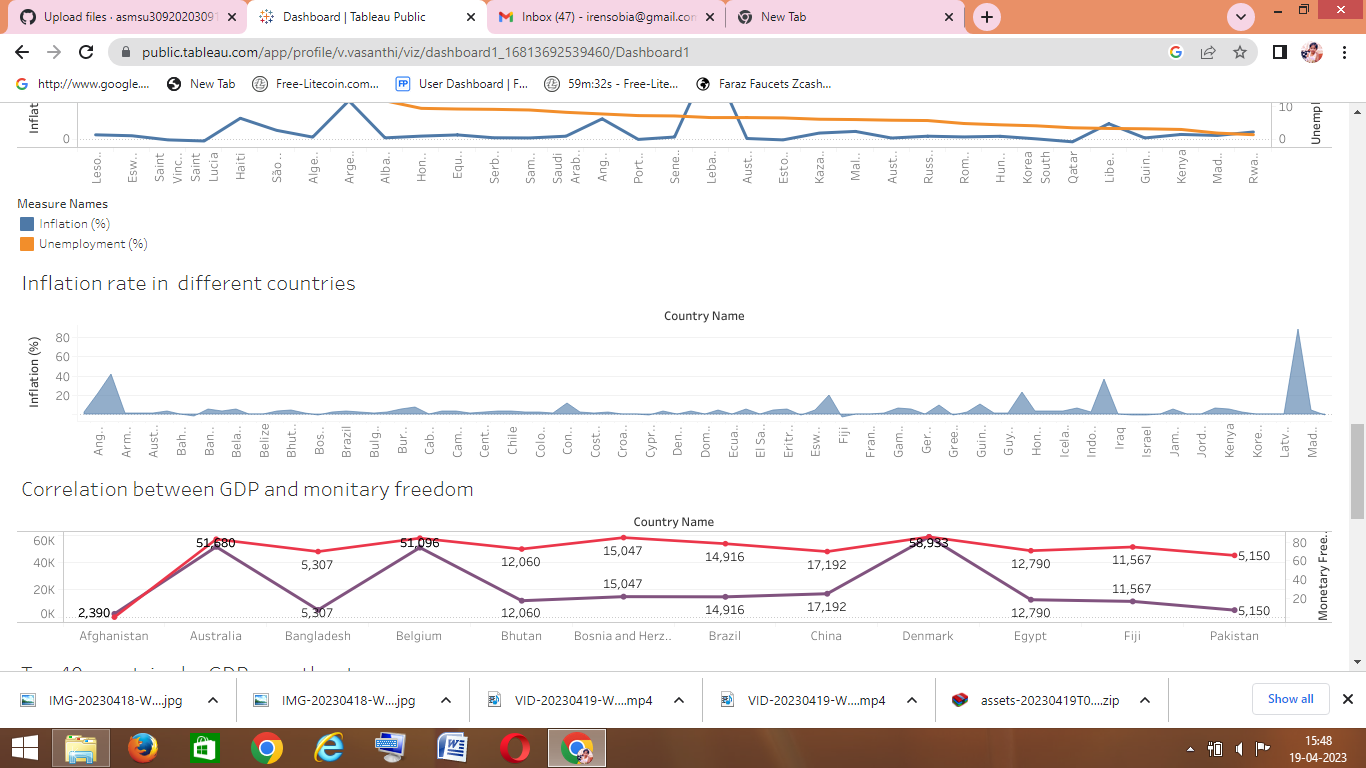 Upload files · asmsu30920203091
Dashboard | Tableau Public
Inbox (47) - irensobia@gmail.con
New Tab
public.tableau.com/app/profile/v.vasanthi/viz/dashboard1_16813692539460/Dashboard1
http://www.google....
New Tab
Free-Litecoin.com...
User Dashboard | F...
59m:32s - Free-Lite...
Faraz Faucets Zcash...
Inflat
0
10
0
Unempl
Leso..
Esw..
Saint Vinc..
Saint Lucia
Haiti
São ..
Alge..
Arge..
Alba..
Hon..
Equ..
Serb..
Sam..
Saudi Arab..
Ang..
Port..
Sene..
Leba..
Aust..
Esto..
Kaza..
Mal..
Aust..
Russ..
Rom..
Hun..
Korea South
Qatar
Libe..
Guin..
Kenya
Mad..
Rwa..
Measure Names
Inflation (%)
Unemployment (%)
Inflation rate in  different countries
Country Name
Inflation (%)
80
60
40
20
Ang..
Arm..
Aust..
Bah..
Ban..
Bela..
Belize
Bhut..
Bos..
Brazil
Bulg..
Bur..
Cab..
Cam..
Cent..
Chile
Colo..
Con..
Cost..
Croa..
Cypr..
Den..
Dom..
Ecua..
El Sa..
Eritr..
Esw..
Fiji
Fran..
Gam..
Ger..
Gree..
Guin..
Guy..
Hon..
Icela..
Indo..
Iraq
Israel
Jam..
Jord..
Kenya
Kore..
Latv..
Mad..
Correlation between GDP and monitary freedom
Country Name
60K
40K
20K
0K
80
60
40
20
Monetary Free..
51,680
5,307
51,096
12,060
15,047
14,916
17,192
58,933
12,790
11,567
5,150
2,390
5,307
12,060
15,047
14,916
17,192
12,790
11,567
5,150
Afghanistan
Australia
Bangladesh
Belgium
Bhutan
Bosnia and Herz..
Brazil
China
Denmark
Egypt
Fiji
Pakistan
IMG-20230418-W....jpg
IMG-20230418-W....jpg
VID-20230419-W....mp4
VID-20230419-W....mp4
assets-20230419T0....zip
Show all
15:48
19-04-2023